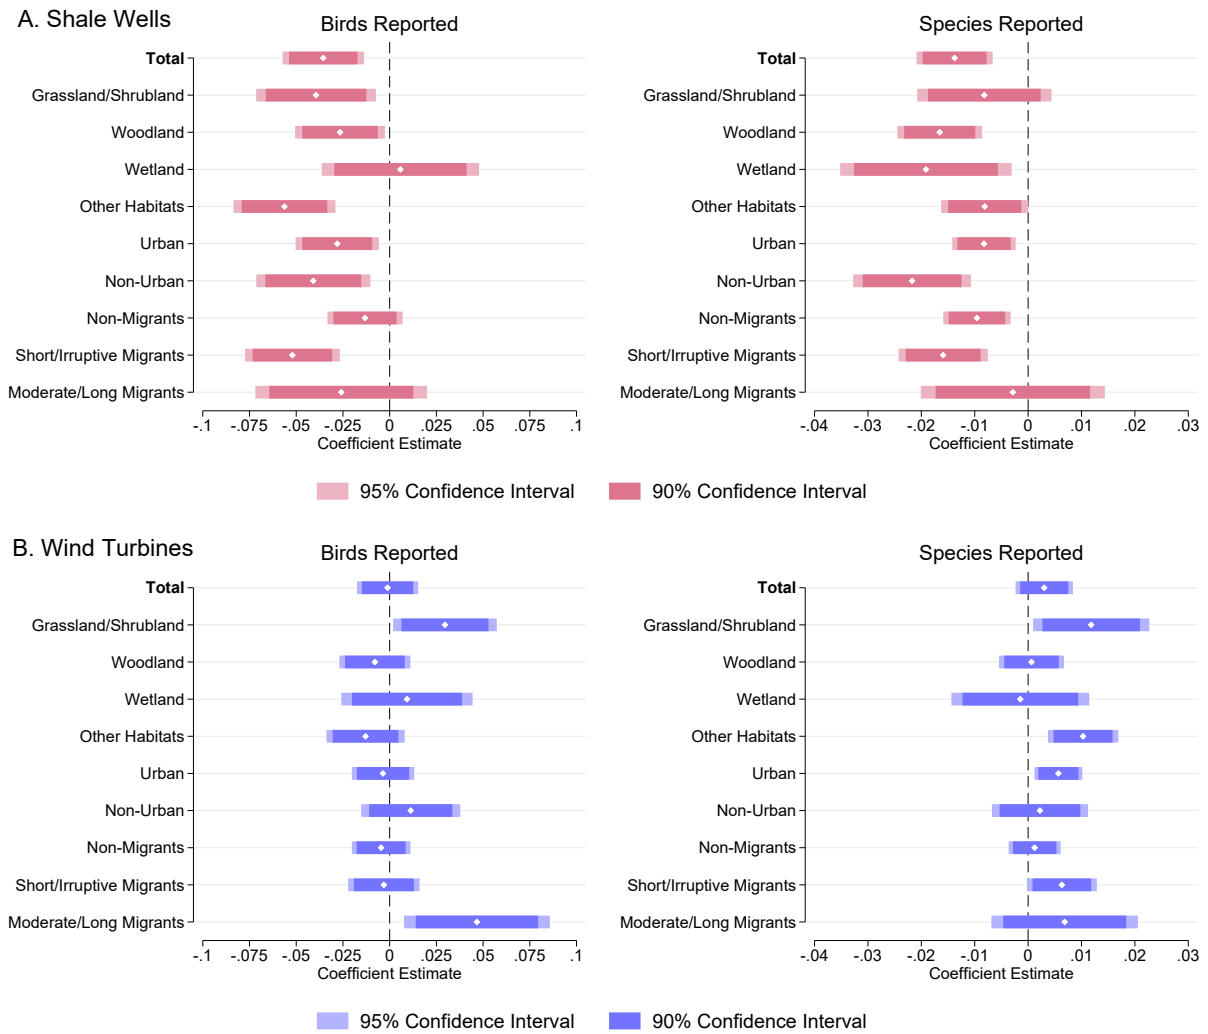 A. Shale Wells
Birds Reported
Total
Grassland/Shrubland
Woodland
Wetland
Other Habitats
Urban
Non-Urban
Non-Migrants
Short/Irruptive Migrants
Moderate/Long Migrants
-.1 -.075 -.05 -.025 0 .025 .05 .075 .1
Coefficient Estimate
Species Reported
Total
Grassland/Shrubland
Woodland
Wetland
Other Habitats
Urban
Non-Urban
Non-Migrants
Short/Irruptive Migrants
Moderate/Long Migrants
-.04 -.03 -.02 -.01 0 .01 .02 .03
Coefficient Estimate
95% Confidence Interval 90% Confidence Interval
B. Wind Turbines
Birds Reported
Total
Grassland/Shrubland
Woodland
Wetland
Other Habitats
Urban
Non-Urban
Non-Migrants
Short/Irruptive Migrants
Moderate/Long Migrants
-.1 -.075 -.05 -.025 0 .025 .05 .075 .1
Coefficient Estimate
Species Reported
Total
Grassland/Shrubland
Woodland
Wetland
Other Habitats
Urban
Non-Urban
Non-Migrants
Short/Irruptive Migrants
Moderate/Long Migrants
-.04 -.03 -.02 -.01 0 .01 .02 .03
Coefficient Estimate
95% Confidence Interval 90% Confidence Interval